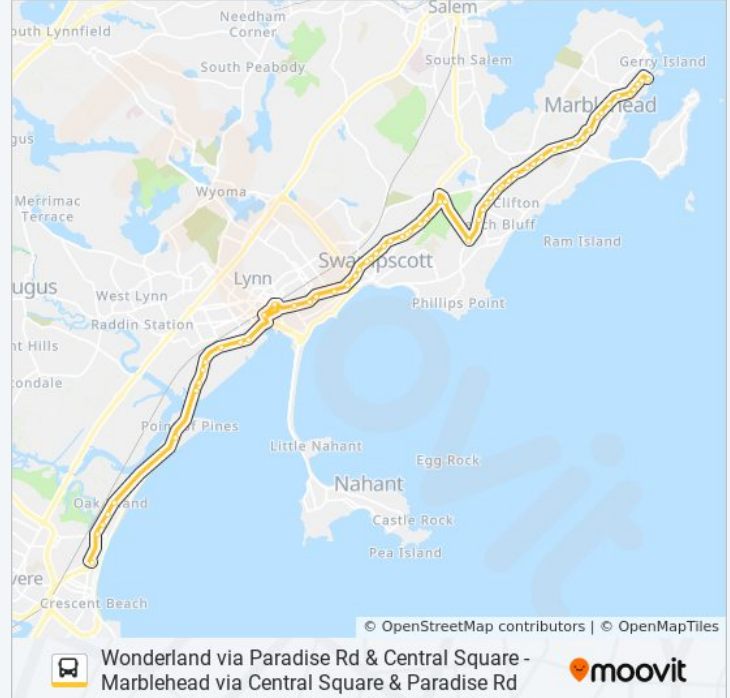 Salem
Needham
Corner
outh Lynnfield
South Peabody
South Salem
Gerry Island
Marblehead
gus
Wyoma
Merrimac
Terrace
Clifton
Beach Bluff
Ram Island
Swampscott
Lynn
ugus
West Lynn
Phillips Point
Raddin Station
nt Hills
ondale
Point of Pines
Little Nahant
Egg Rock
Nahant
Oak Island
Castle Rock
Pea Island
vere
Crescent Beach
© OpenStreetMap contributors | © OpenMapTiles
Wonderland via Paradise Rd & Central Square -
Marblehead via Central Square & Paradise Rd
moovit